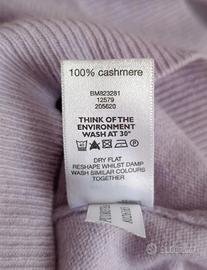 100% cashmere
BM823281
12579
205620
THINK OF THE
ENVIRONMENT
WASH AT 30°
DRY FLAT
RESHAPE WHILST DAMP
WASH SIMILAR COLOURS
TOGETHER
subito